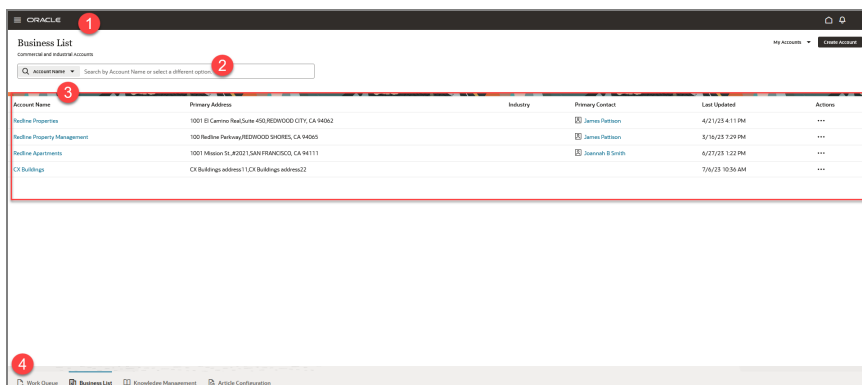 ORACLE
1
Business List
Commercial and Industrial Accounts
My Accounts
Create Account
Account Name
Search by Account Name or select a different option
2
3
Account Name Primary Address Industry Primary Contact Last Updated Actions
Redline Properties 1001 El Camino Real,Suite 450,REDWOOD CITY, CA 94062 James Pattison 4/21/23 4:11 PM ...
Redline Property Management 100 Redline Parkway,REDWOOD SHORES, CA 94065 James Pattison 3/16/23 7:29 PM ...
Redline Apartments 1001 Mission St.,#2021,SAN FRANCISCO, CA 94111 Joannah B Smith 6/27/23 1:22 PM ...
CX Buildings CX Buildings address11,CX Buildings address22 7/6/23 10:36 AM ...
4
Work Queue Business List Knowledge Management Article Configuration